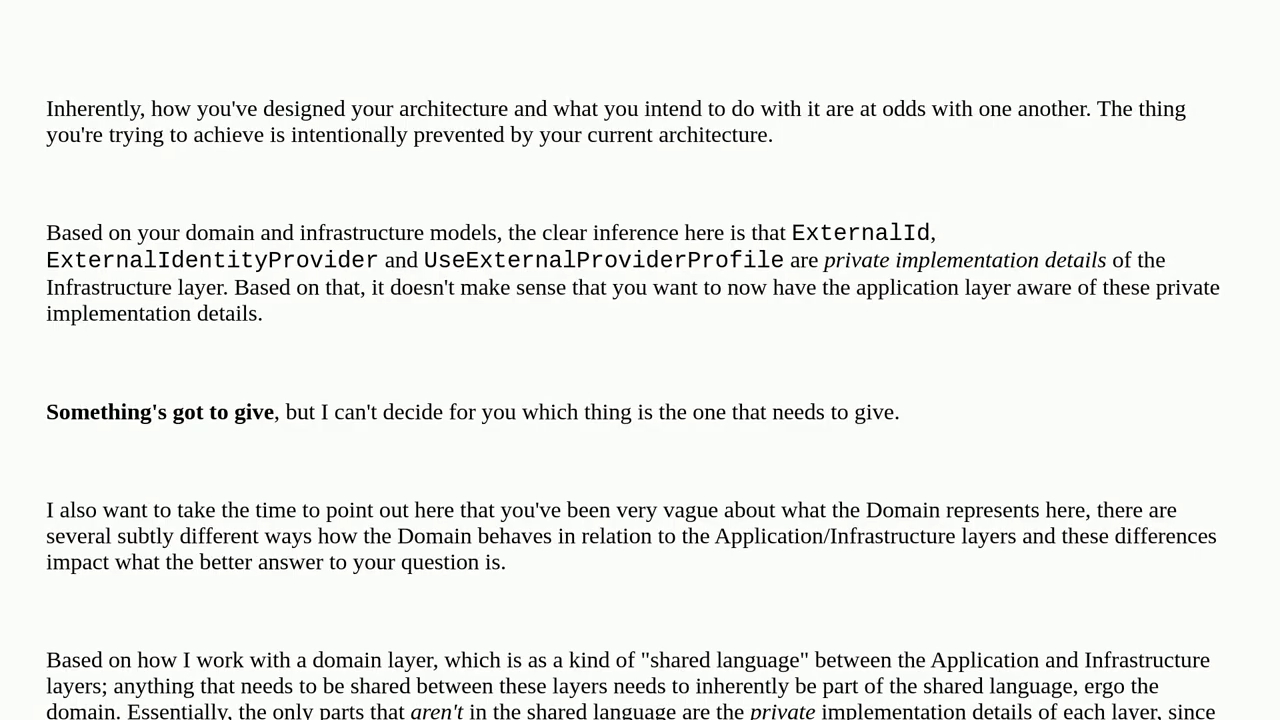 Inherently, how you've designed your architecture and what you intend to do with it are at odds with one another. The thing
you're trying to achieve is intentionally prevented by your current architecture.
Based on your domain and infrastructure models, the clear inference here is that ExternalId,
ExternalIdentityProvider and UseExternalProviderProfile are private implementation details of the
Infrastructure layer. Based on that, it doesn't make sense that you want to now have the application layer aware of these private
implementation details.
Something's got to give, but I can't decide for you which thing is the one that needs to give.
I also want to take the time to point out here that you've been very vague about what the Domain represents here, there are
several subtly different ways how the Domain behaves in relation to the Application/Infrastructure layers and these differences
impact what the better answer to your question is.
Based on how I work with a domain layer, which is as a kind of "shared language" between the Application and Infrastructure
layers; anything that needs to be shared between these layers needs to inherently be part of the shared language, ergo the
domain. Essentially, the only parts that aren't in the shared language are the private implementation details of each layer, since